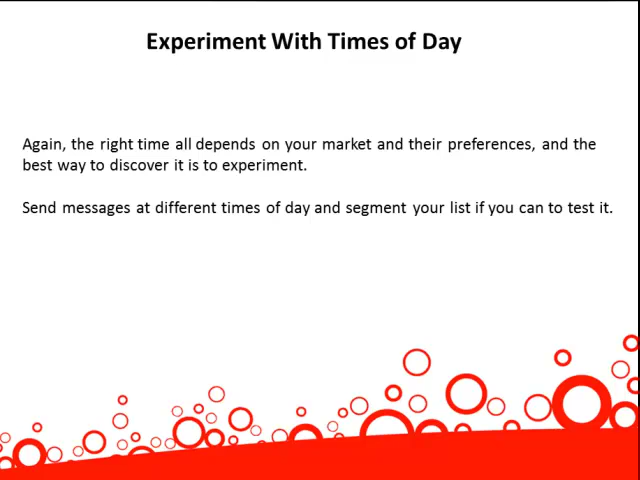 Experiment With Times of Day
Again, the right time all depends on your market and their preferences, and the
best way to discover it is to experiment.
Send messages at different times of day and segment your list if you can to test it.